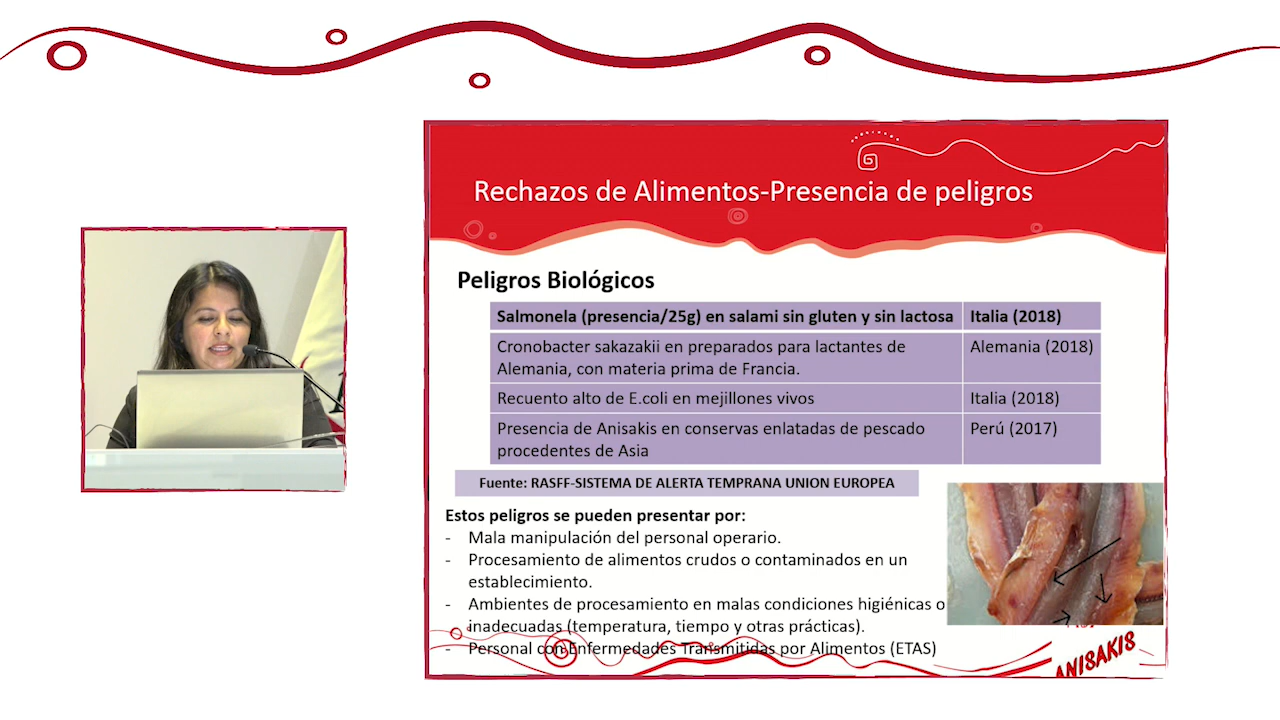 Rechazos de Alimentos-Presencia de peligros
Peligros Biológicos
Salmonela (presencia/25g) en salami sin gluten y sin lactosa Italia (2018)
Cronobacter sakazakii en preparados para lactantes de Alemania (2018)
Alemania, con materia prima de Francia.
Recuento alto de E.coli en mejillones vivos Italia (2018)
Presencia de Anisakis en conservas enlatadas de pescado Perú (2017)
procedentes de Asia
Fuente: RASFF-SISTEMA DE ALERTA TEMPRANA UNION EUROPEA
Estos peligros se pueden presentar por:
- Mala manipulación del personal operario.
- Procesamiento de alimentos crudos o contaminados en un
establecimiento.
- Ambientes de procesamiento en malas condiciones higiénicas o
inadecuadas (temperatura, tiempo y otras prácticas).
- Personal con Enfermedades Transmitidas por Alimentos (ETAS)
ANISAKIS